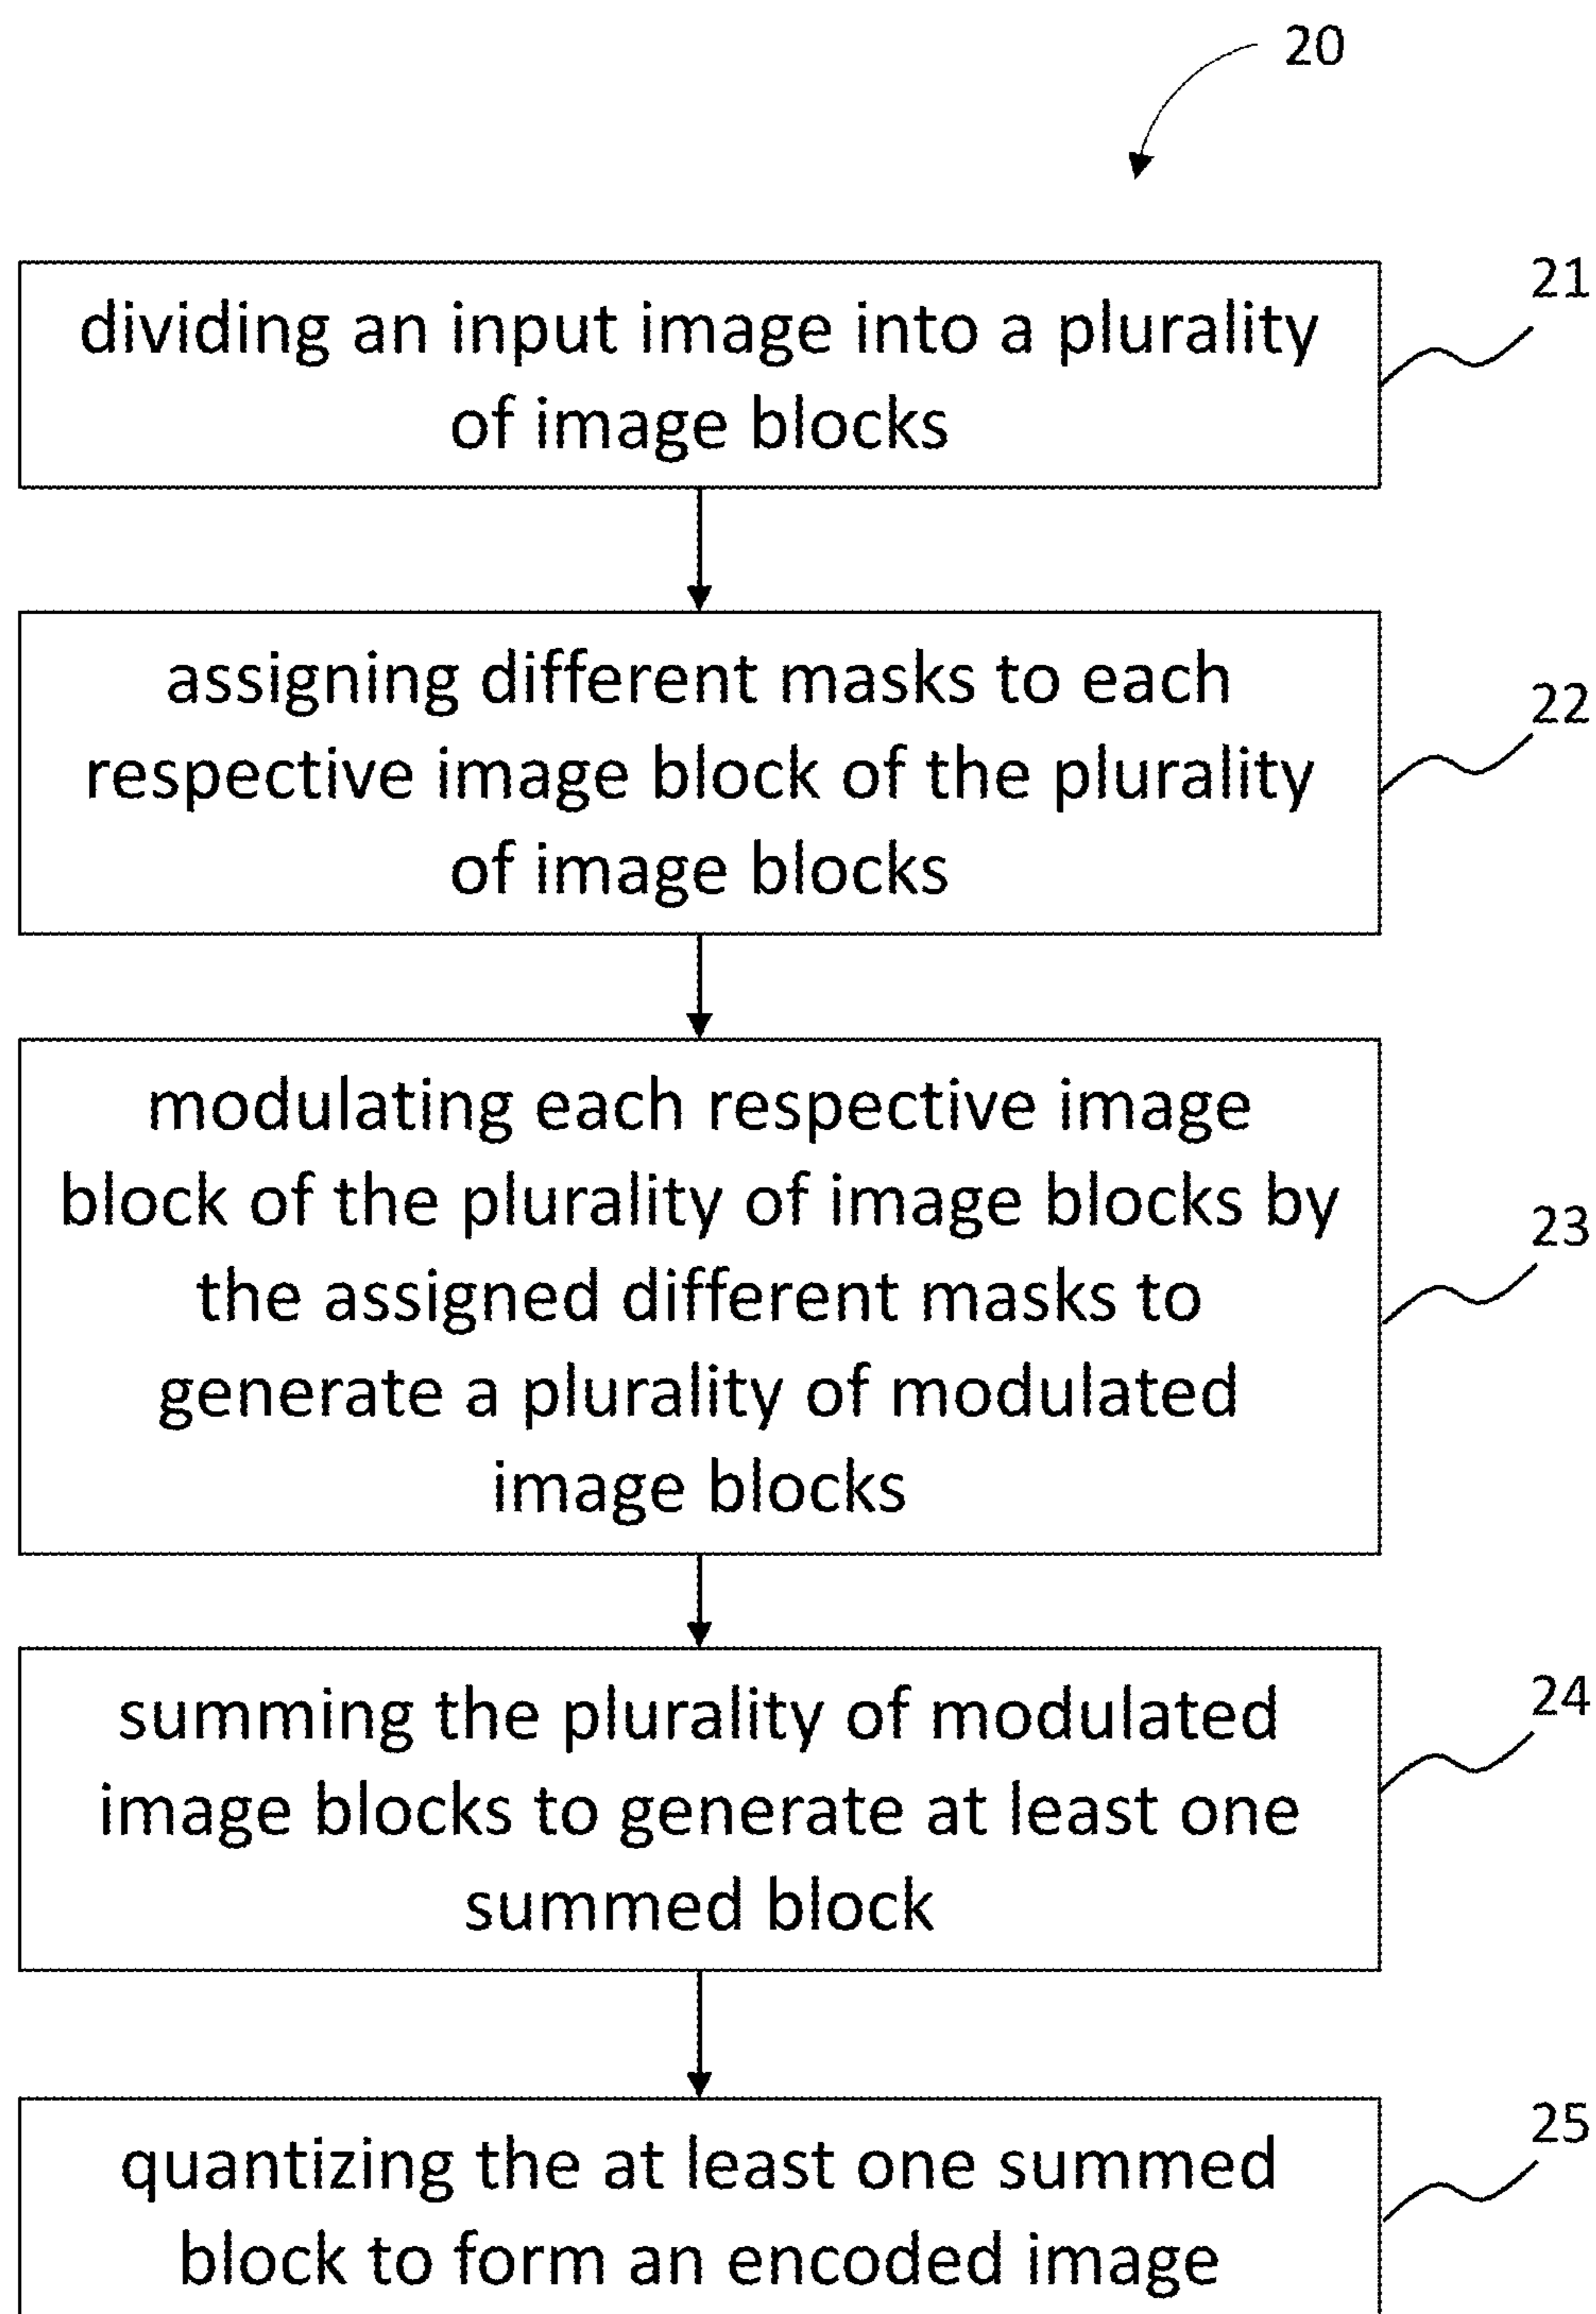 20
21
dividing an input image into a plurality
of image blocks
22
assigning different masks to each
respective image block of the plurality
of image blocks
23
modulating each respective image
block of the plurality of image blocks by
the assigned different masks to
generate a plurality of modulated
image blocks
24
summing the plurality of modulated
image blocks to generate at least one
summed block
25
quantizing the at least one summed
block to form an encoded image